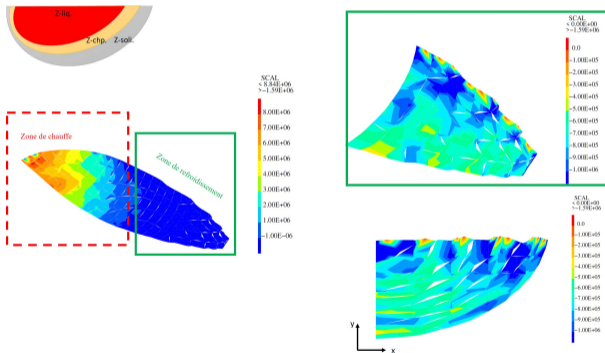 Z-liq.
Z-chp.
Z-soli.
SCAL
< 8.84E+06
>-1.59E+06
8.00E+06
7.00E+06
6.00E+06
5.00E+06
4.00E+06
3.00E+06
2.00E+06
1.00E+06
-1.00E-06
Zone de chauffe
Zone de refroidissement
SCAL
< 0.00E+00
>-1.59E+06
0.0
-1.00E+05
-2.00E+05
-3.00E+05
-4.00E+05
-5.00E+05
-6.00E+05
-7.00E+05
-8.00E+05
-9.00E+05
-1.00E+06
SCAL
< 0.00E+00
>-1.59E+06
0.0
-1.00E+05
-2.00E+05
-3.00E+05
-4.00E+05
-5.00E+05
-6.00E+05
-7.00E+05
-8.00E+05
-9.00E+05
-1.00E+06
y
x